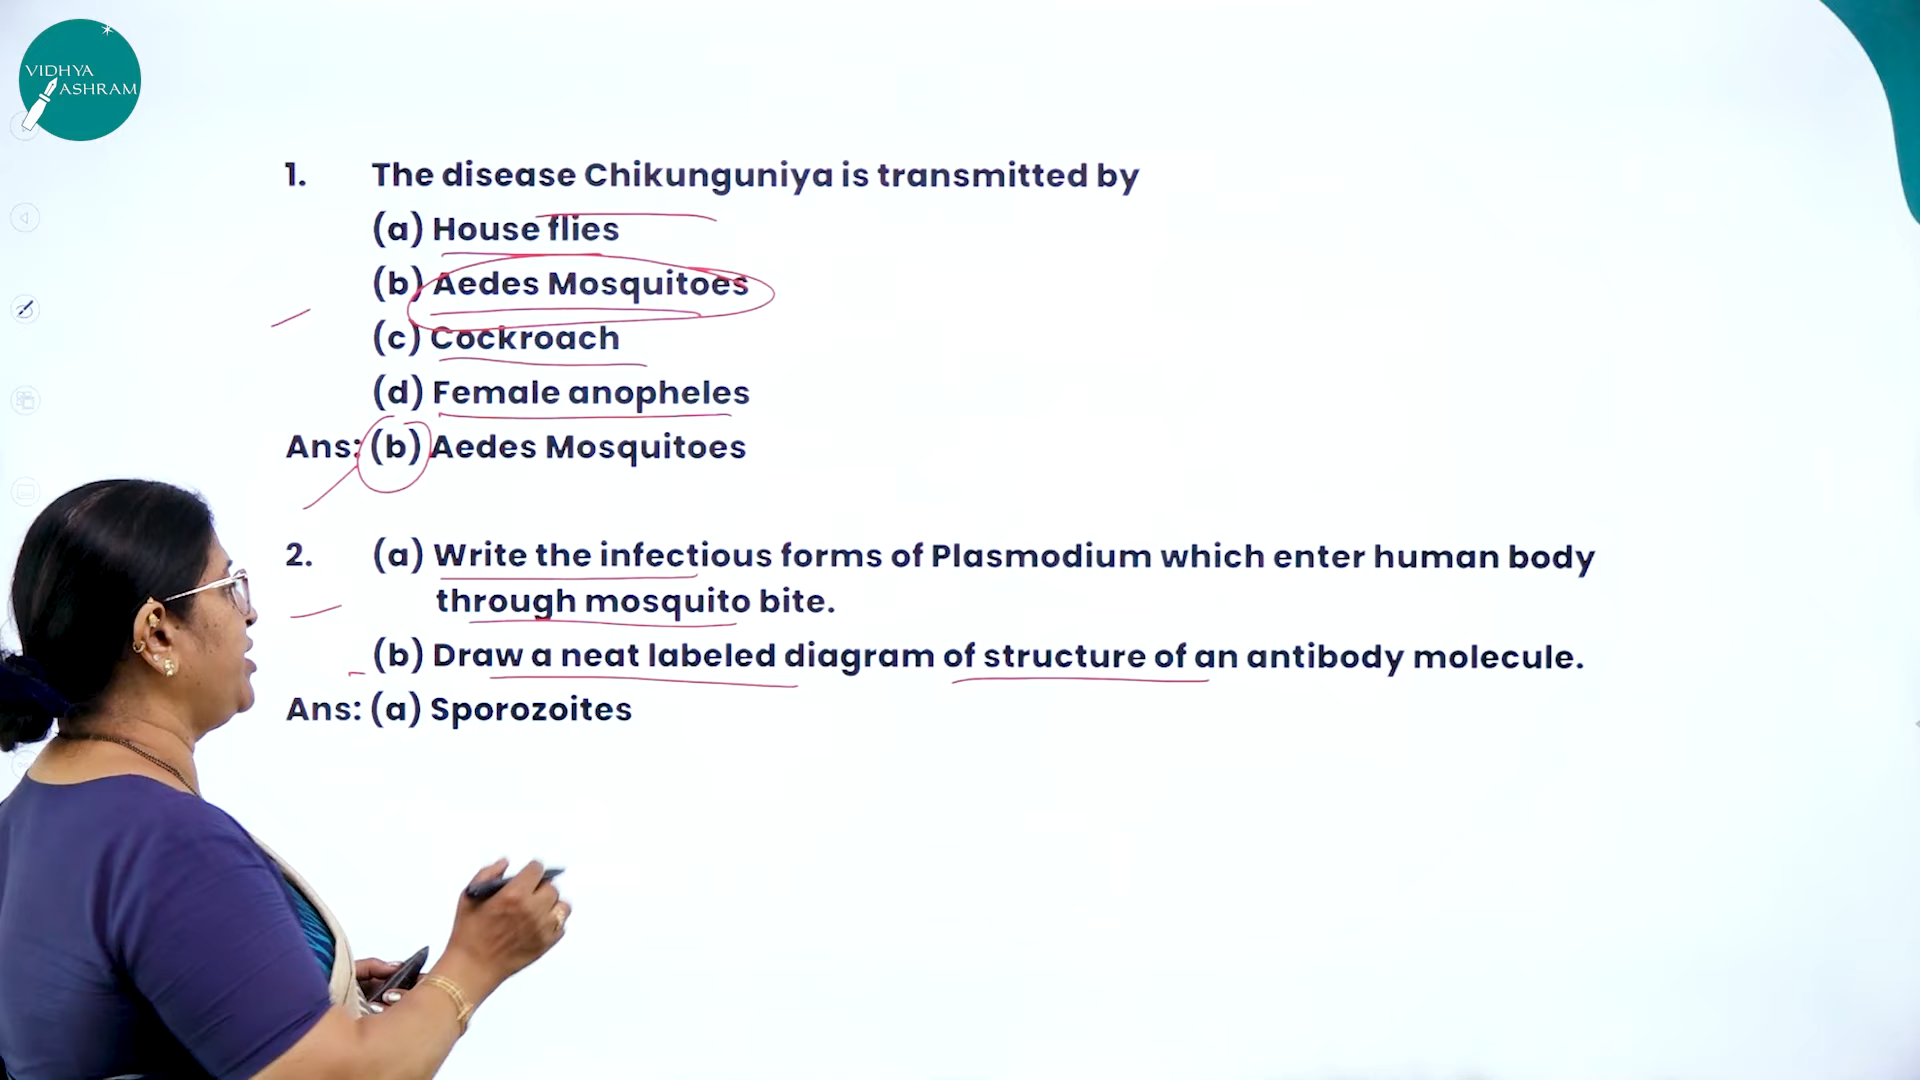 VIDHYA
ASHRAM
1. The disease Chikunguniya is transmitted by
(a) House flies
(b) Aedes Mosquitoes
(c) Cockroach
(d) Female anopheles
Ans: (b) Aedes Mosquitoes
2. (a) Write the infectious forms of Plasmodium which enter human body
through mosquito bite.
(b) Draw a neat labeled diagram of structure of an antibody molecule.
Ans: (a) Sporozoites